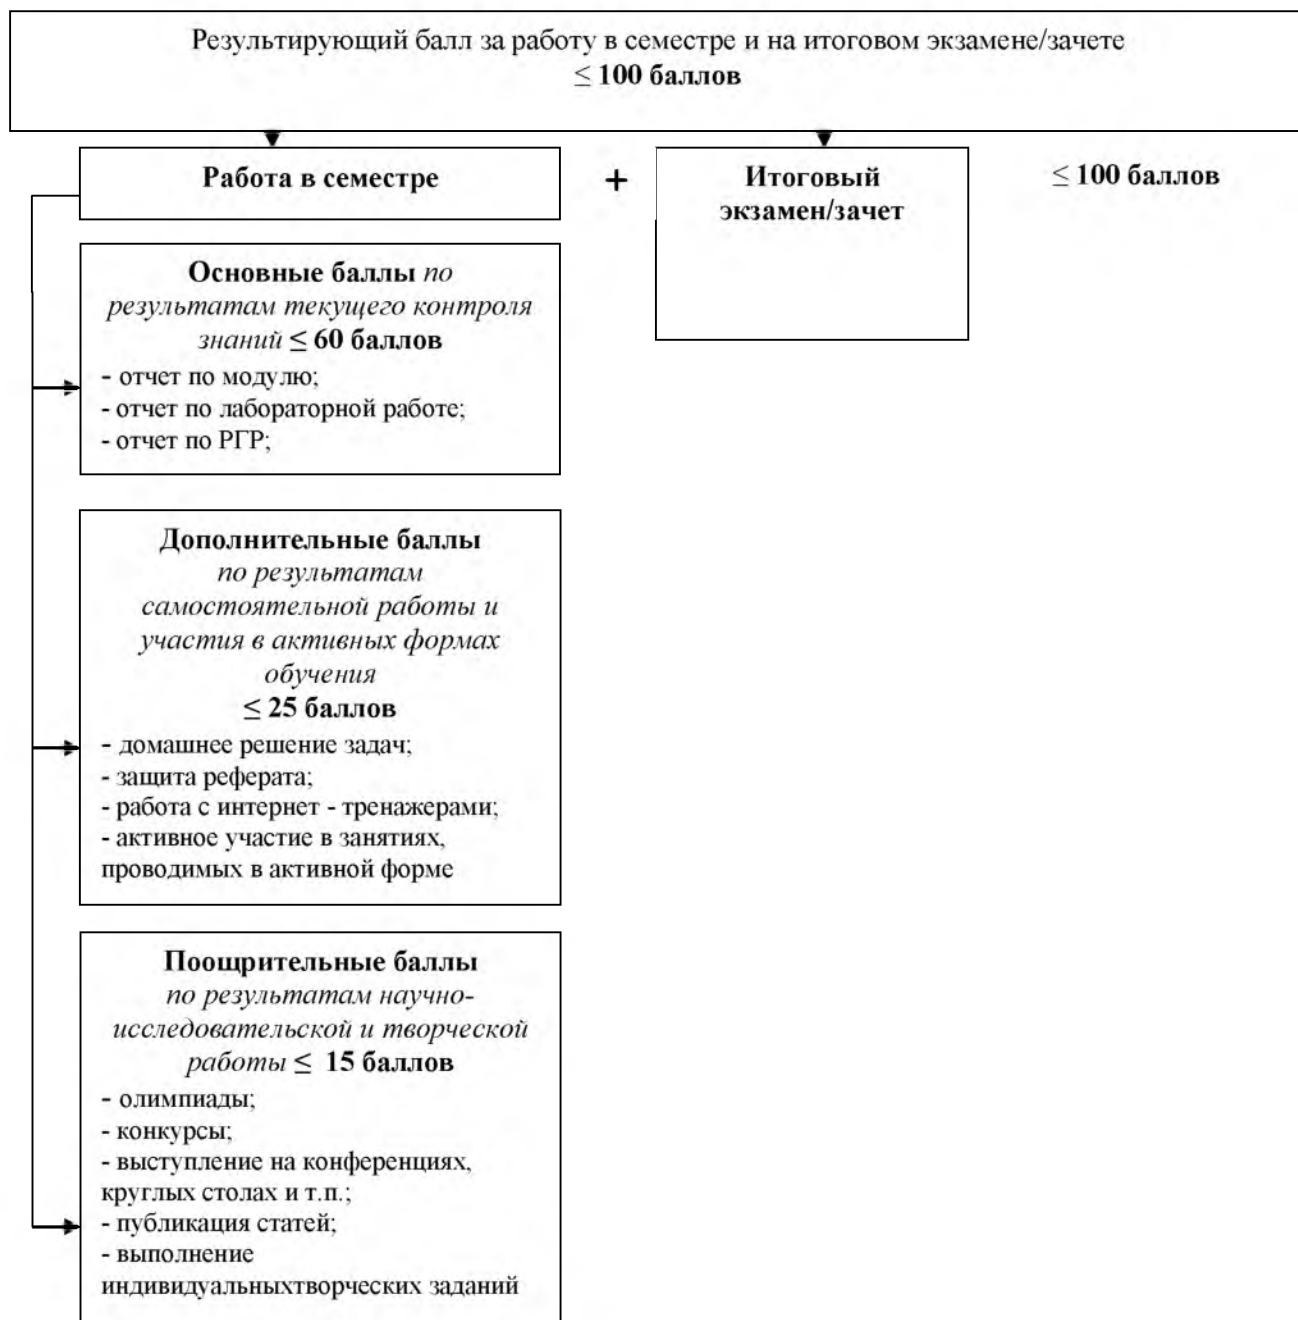 Результирующий балл за работу в семестре и на итоговом экзамене/зачете
≤ 100 баллов
Работа в семестре
+
Итоговый
экзамен/зачет
≤ 100 баллов
Основные баллы по
результатам текущего контроля
знаний ≤ 60 баллов
- отчет по модулю;
- отчет по лабораторной работе;
- отчет по РГР;
Дополнительные баллы
по результатам
самостоятельной работы и
участия в активных формах
обучения
≤ 25 баллов
- домашнее решение задач;
- защита реферата;
- работа с интернет - тренажерами;
- активное участие в занятиях,
проводимых в активной форме
Поощрительные баллы
по результатам научно-
исследовательской и творческой
работы ≤ 15 баллов
- олимпиады;
- конкурсы;
- выступление на конференциях,
круглых столах и т.п.;
- публикация статей;
- выполнение
индивидуальныхтворческих заданий